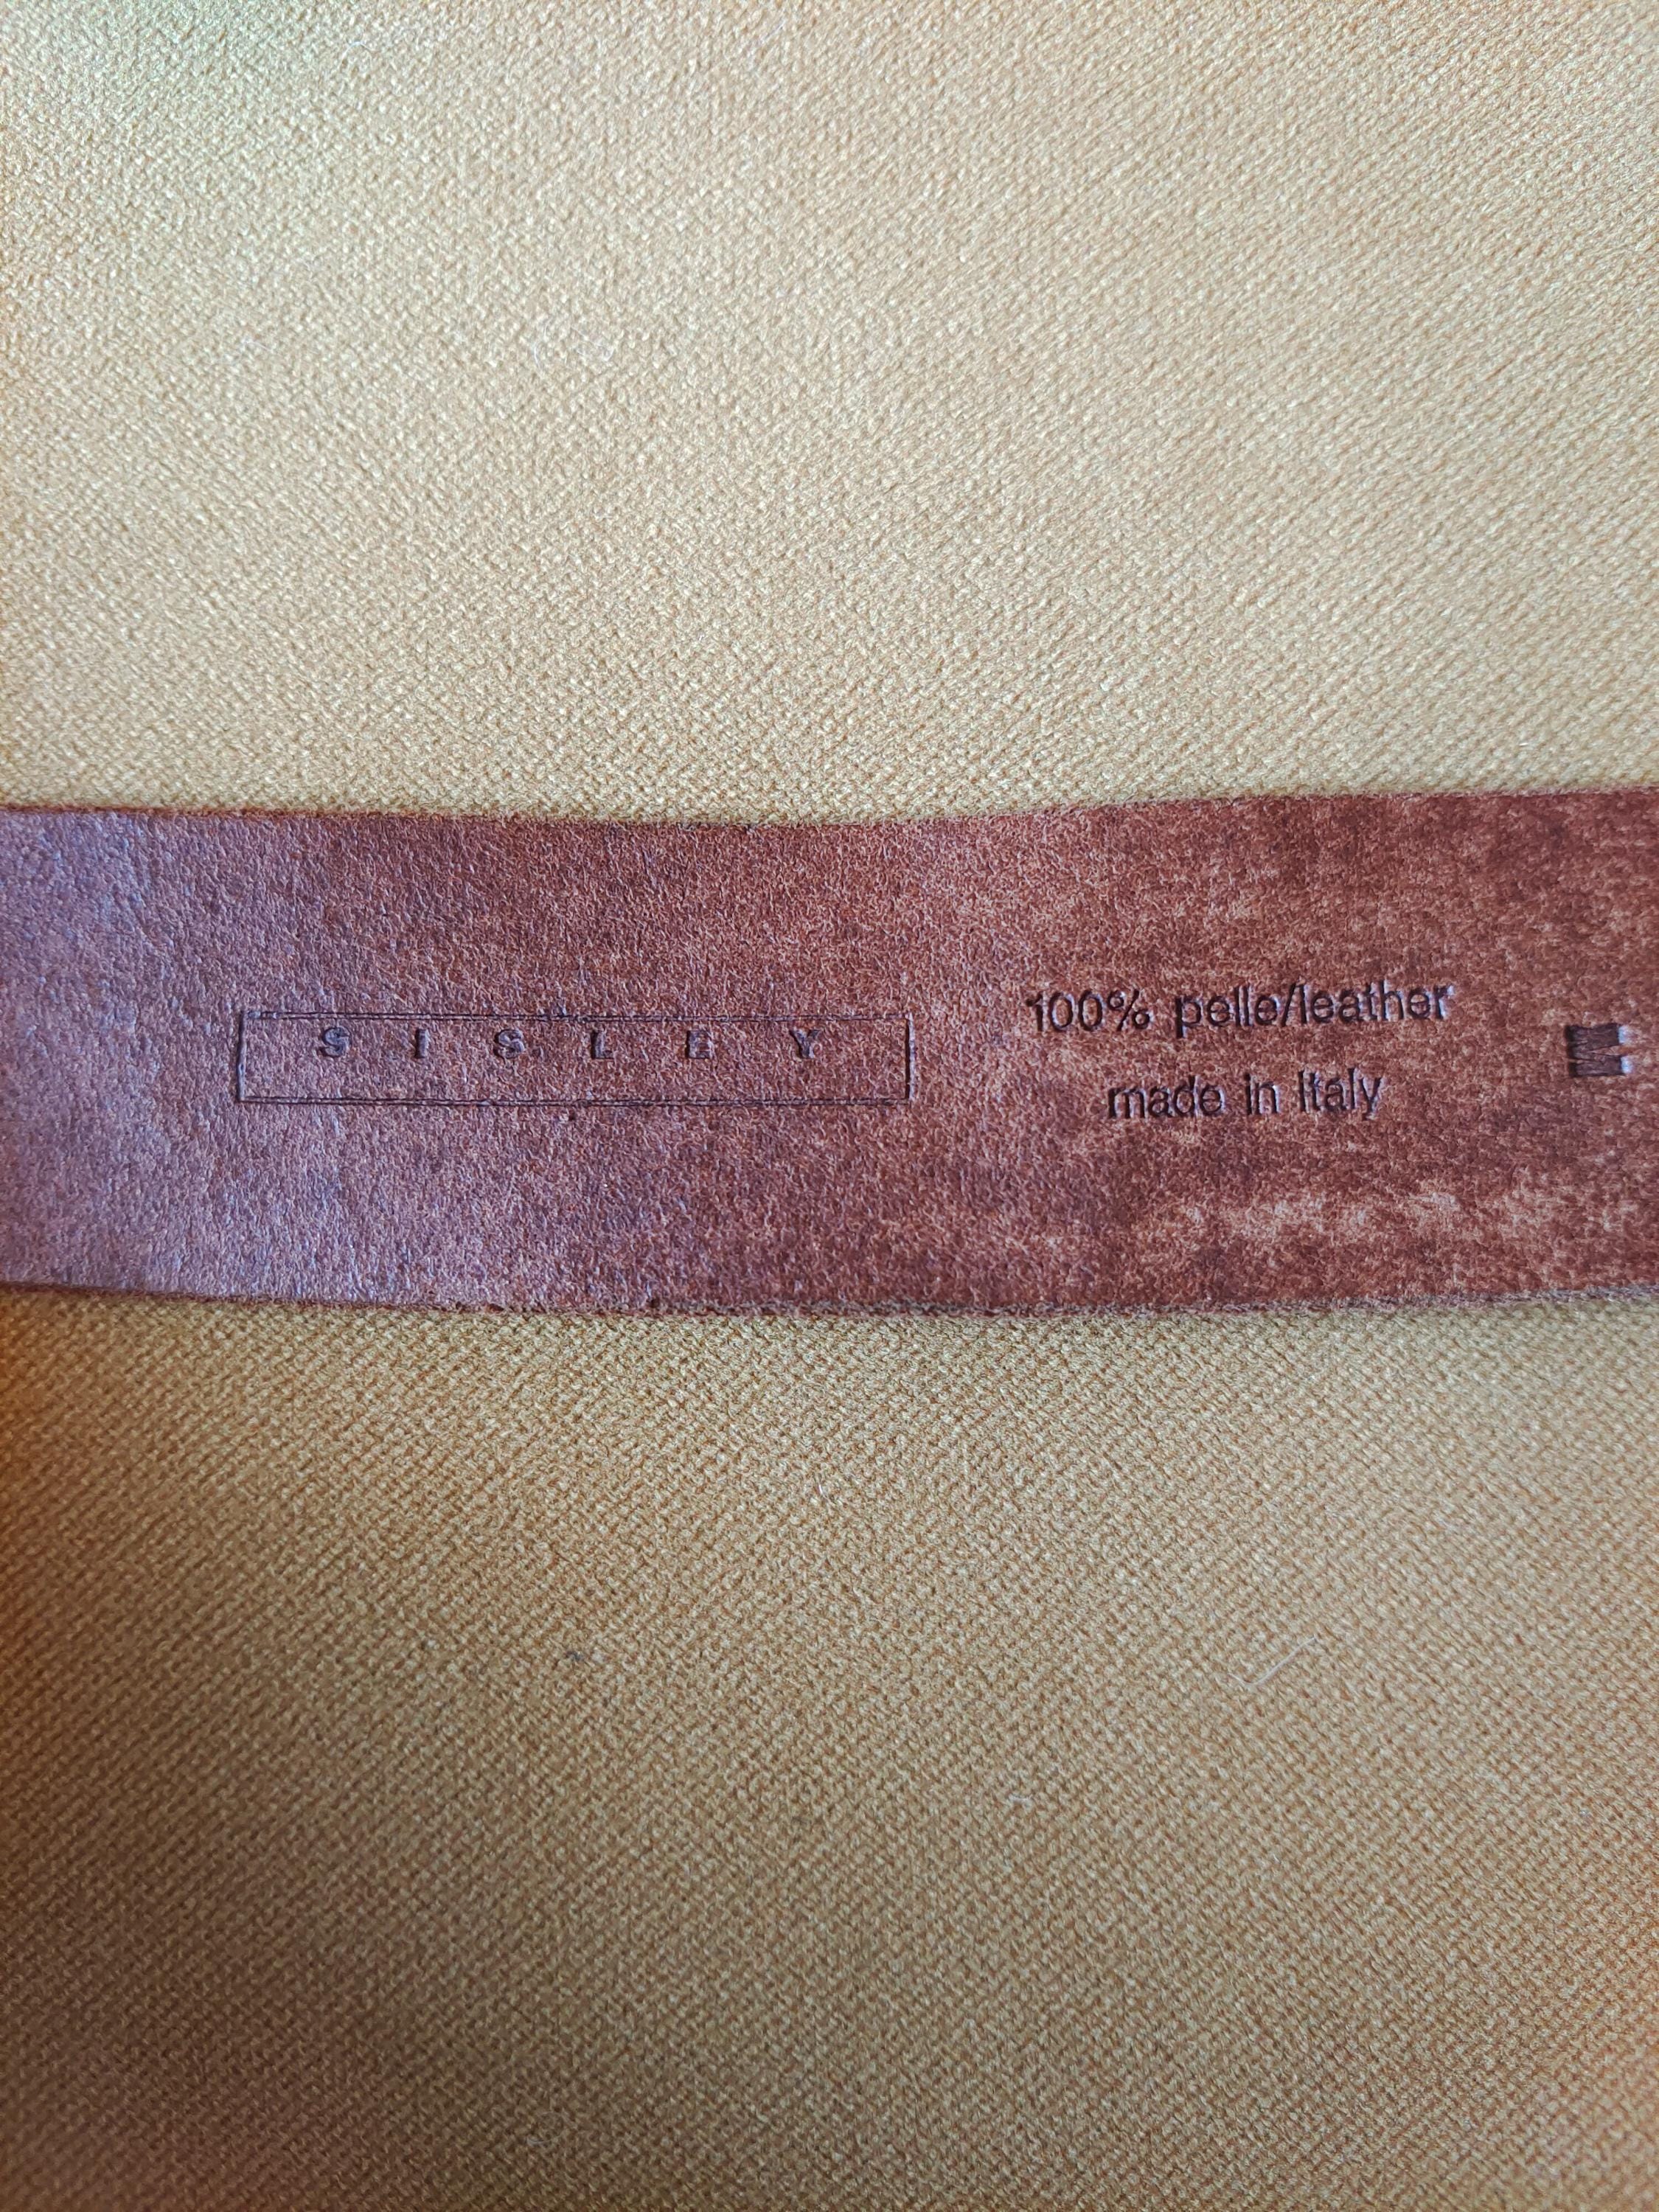 SISLEY
100% pelle/leather
made in Italy
M